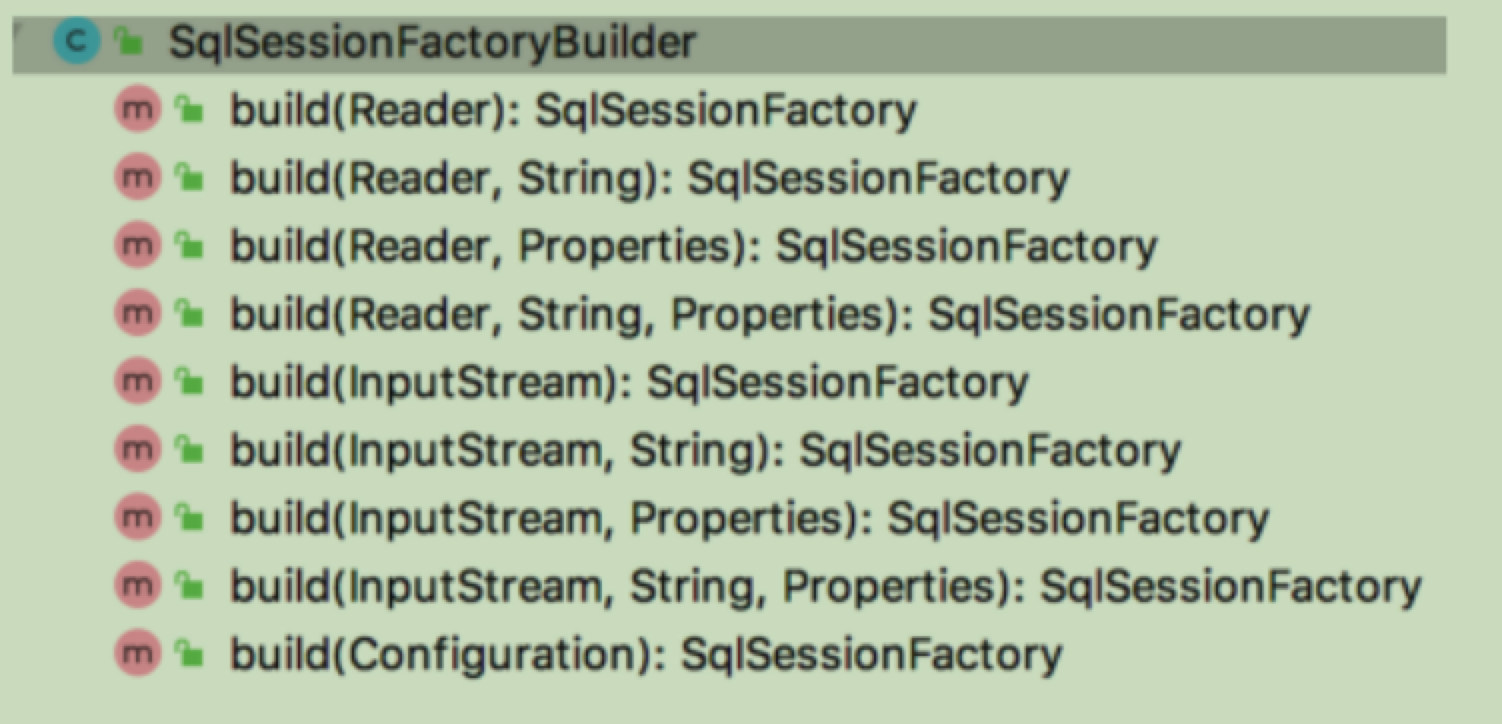 C SqlSessionFactoryBuilder
m build(Reader): SqlSessionFactory
m build(Reader, String): SqlSessionFactory
m build(Reader, Properties): SqlSessionFactory
m build(Reader, String, Properties): SqlSessionFactory
m build(InputStream): SqlSessionFactory
m build(InputStream, String): SqlSessionFactory
m build(InputStream, Properties): SqlSessionFactory
m build(InputStream, String, Properties): SqlSessionFactory
m build(Configuration): SqlSessionFactory